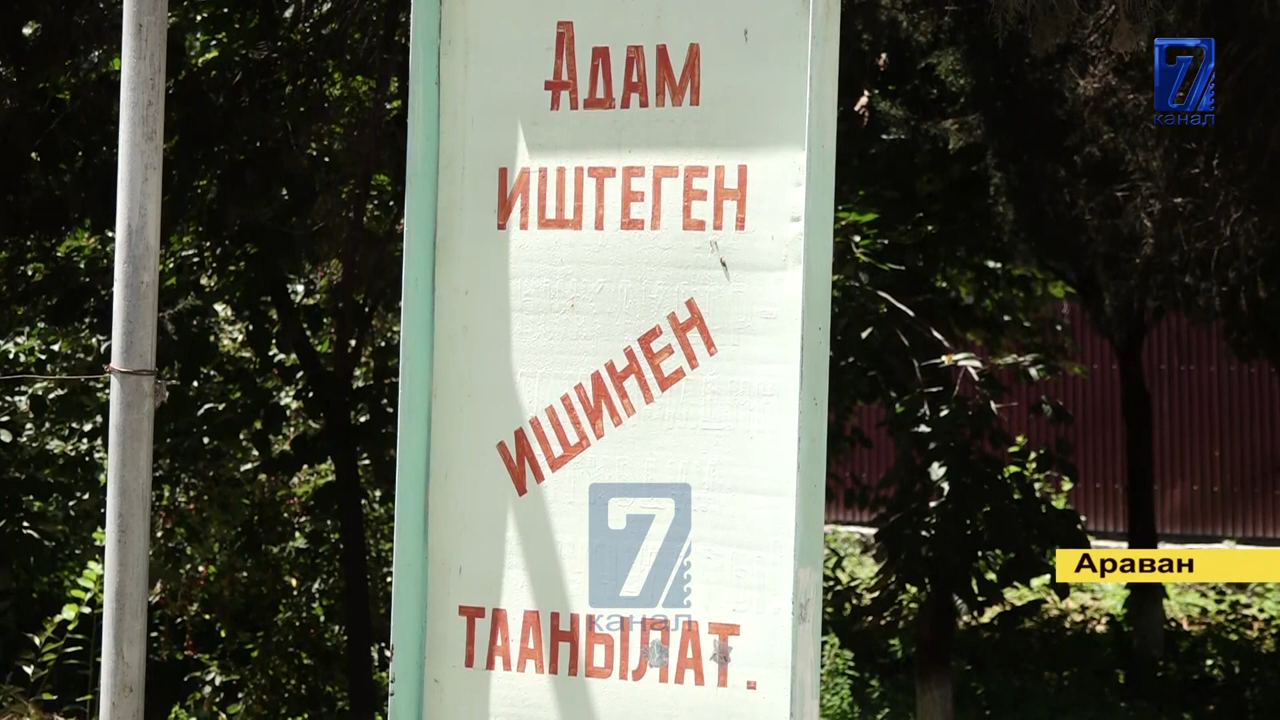 Адам
иштеген
ишинен
таанылат.
7
канал
7
канал
Араван